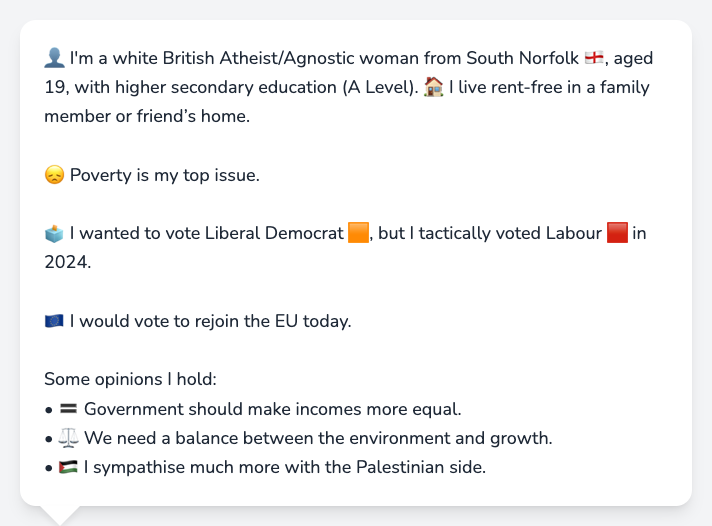 👤 I'm a white British Atheist/Agnostic woman from South Norfolk 🏴󠁧󠁢󠁥󠁮󠁧󠁿, aged
19, with higher secondary education (A Level). 🏠 I live rent-free in a family
member or friend’s home.
😞 Poverty is my top issue.
🗳️ I wanted to vote Liberal Democrat 🟧, but I tactically voted Labour 🟥 in
2024.
🇪🇺 I would vote to rejoin the EU today.
Some opinions I hold:
• 🟰 Government should make incomes more equal.
• ⚖️ We need a balance between the environment and growth.
• 🇵🇸 I sympathise much more with the Palestinian side.